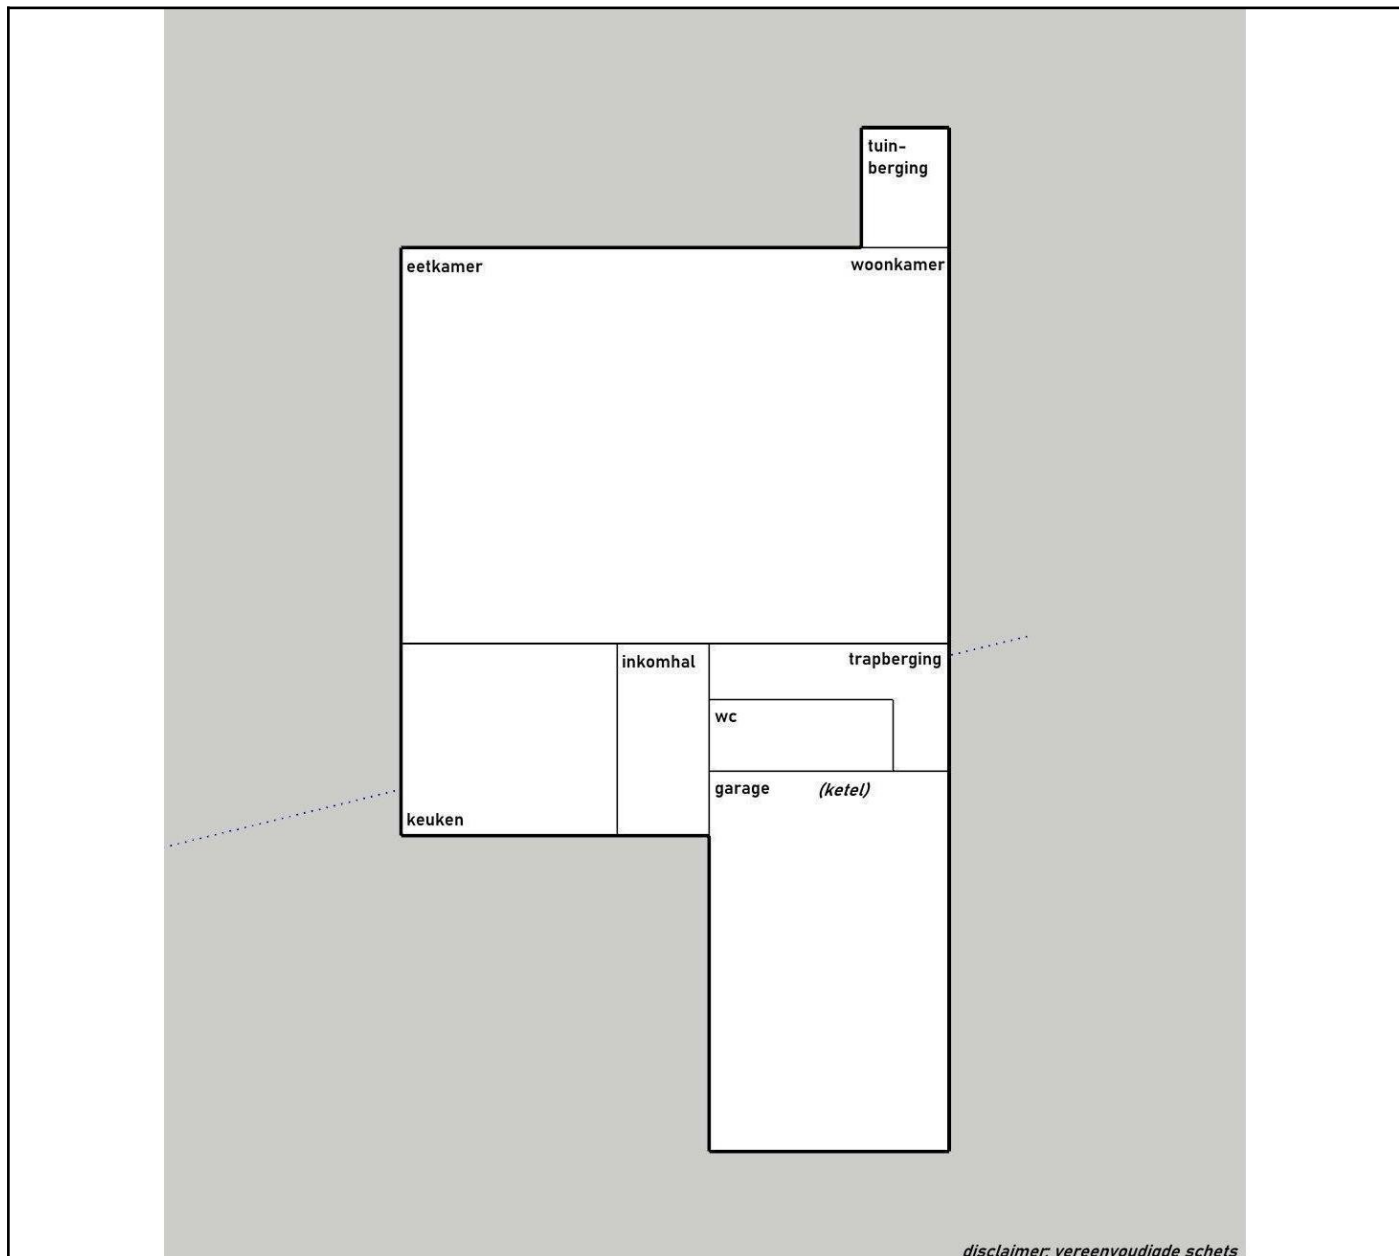 tuin-
berging
eetkamer
woonkamer
inkomhal
trapberging
wc
garage
(ketel)
keuken
disclaimer: vereenvoudigde schets